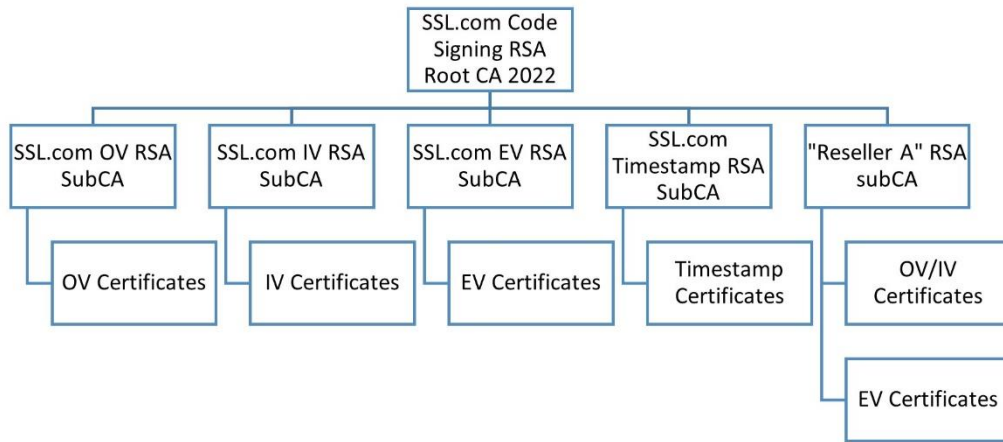 SSL.com Code
Signing RSA
Root CA 2022
SSL.com OV RSA
SubCA
SSL.com IV RSA
SubCA
SSL.com EV RSA
SubCA
SSL.com
Timestamp RSA
SubCA
"Reseller A" RSA
subCA
OV Certificates
IV Certificates
EV Certificates
Timestamp
Certificates
OV/IV
Certificates
EV Certificates